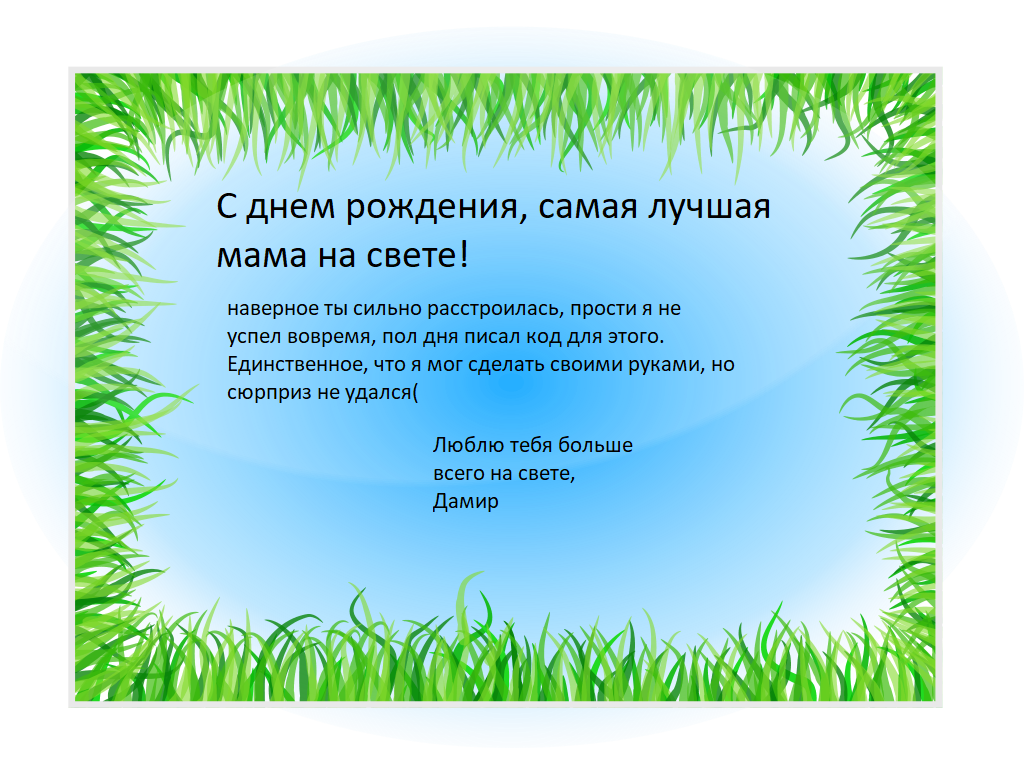 С днем рождения, самая лучшая
мама на свете!
наверное ты сильно расстроилась, прости я не
успел вовремя, пол дня писал код для этого.
Единственное, что я мог сделать своими руками, но
сюрприз не удался(
Люблю тебя больше
всего на свете,
Дамир